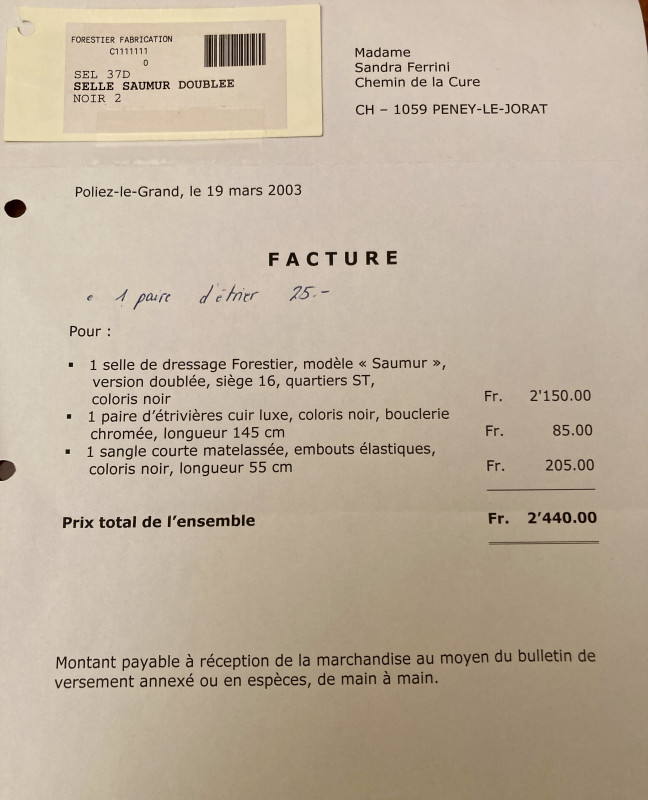 FORESTIER FABRICATION
C1111111
0
SEL 37D
SELLE SAUMUR DOUBLEE
NOIR 2
Madame
Sandra Ferrini
Chemin de la Cure
CH – 1059 PENEY-LE-JORAT
Poliez-le-Grand, le 19 mars 2003
FACTURE
• 1 paire d'étrier 25.-
Pour :
▪ 1 selle de dressage Forestier, modèle « Saumur »,
version doublée, siège 16, quartiers ST,
coloris noir Fr. 2'150.00
▪ 1 paire d'étrivières cuir luxe, coloris noir, bouclerie
chromée, longueur 145 cm Fr. 85.00
▪ 1 sangle courte matelassée, embouts élastiques,
coloris noir, longueur 55 cm Fr. 205.00
Prix total de l'ensemble Fr. 2'440.00
Montant payable à réception de la marchandise au moyen du bulletin de
versement annexé ou en espèces, de main à main.